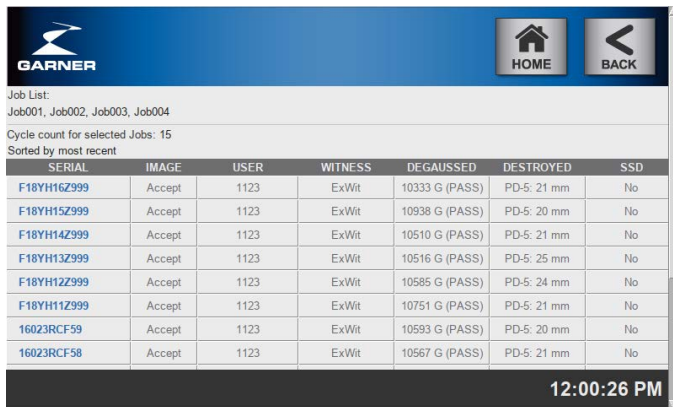 GARNER
HOME
BACK
Job List:
Job001, Job002, Job003, Job004
Cycle count for selected Jobs: 15
Sorted by most recent
SERIAL IMAGE USER WITNESS DEGAUSSED DESTROYED SSD
F18YH16Z999 Accept 1123 ExWit 10333 G (PASS) PD-5: 21 mm No
F18YH15Z999 Accept 1123 ExWit 10938 G (PASS) PD-5: 20 mm No
F18YH14Z999 Accept 1123 ExWit 10510 G (PASS) PD-5: 21 mm No
F18YH13Z999 Accept 1123 ExWit 10516 G (PASS) PD-5: 25 mm No
F18YH12Z999 Accept 1123 ExWit 10585 G (PASS) PD-5: 24 mm No
F18YH11Z999 Accept 1123 ExWit 10751 G (PASS) PD-5: 21 mm No
16023RCF59 Accept 1123 ExWit 10593 G (PASS) PD-5: 20 mm No
16023RCF58 Accept 1123 ExWit 10567 G (PASS) PD-5: 21 mm No
12:00:26 PM